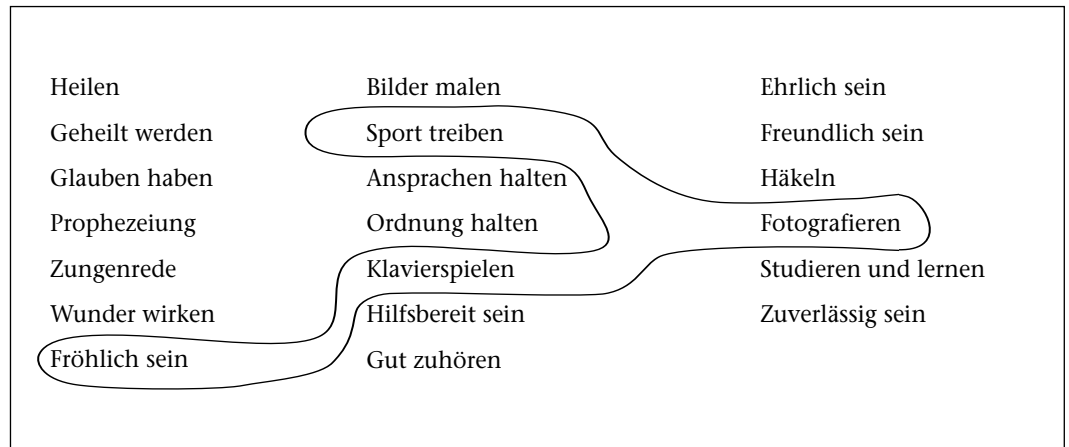 Heilen
Geheilt werden
Glauben haben
Prophezeiung
Zungenrede
Wunder wirken
Fröhlich sein
Bilder malen
Sport treiben
Ansprachen halten
Ordnung halten
Klavierspielen
Hilfsbereit sein
Gut zuhören
Ehrlich sein
Freundlich sein
Häkeln
Fotografieren
Studieren und lernen
Zuverlässig sein